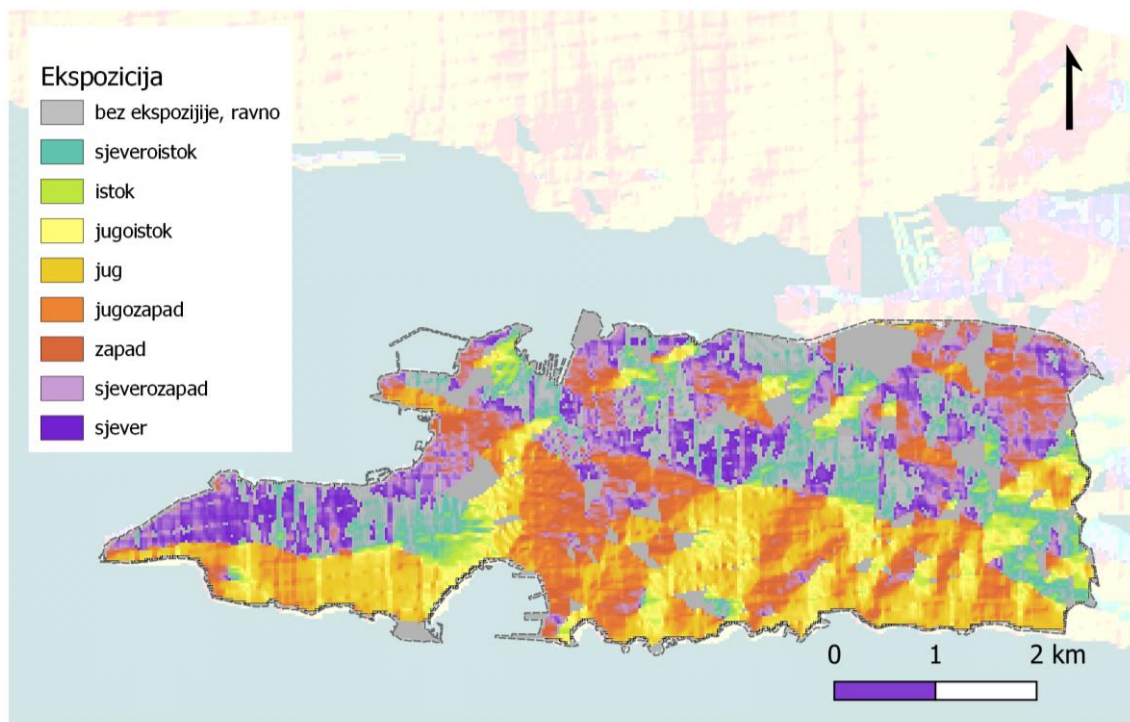 Ekspozicija
bez ekspozijije, ravno
sjeveroistok
istok
jugoistok
jug
jugozapad
zapad
sjeverozapad
sjever
0 1 2 km